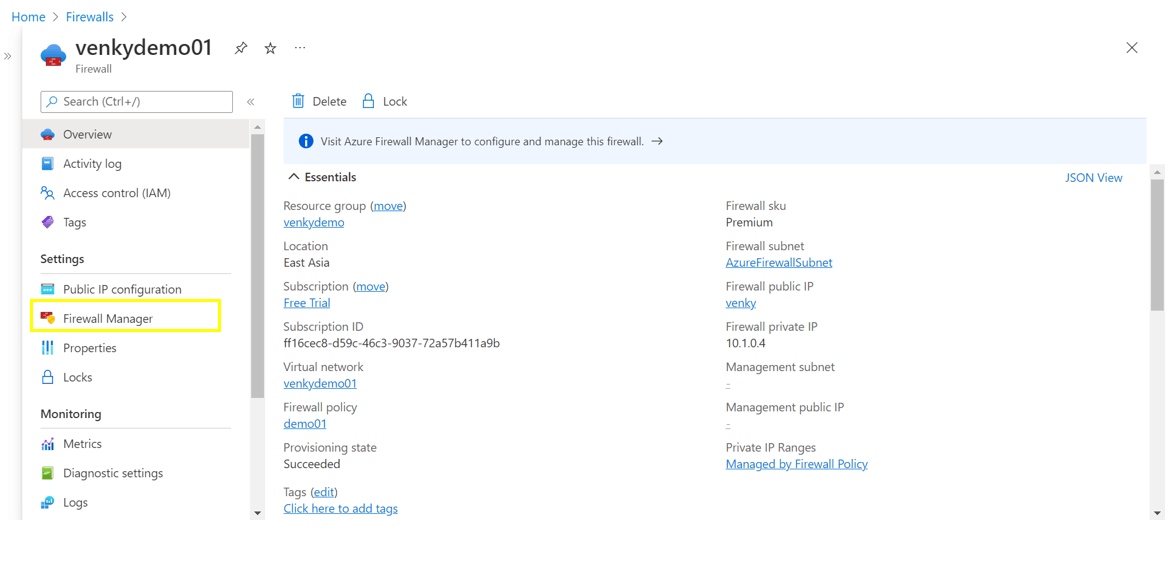 Home > Firewalls >
venkydemo01 ...
Firewall
Search (Ctrl+/)
Overview
Activity log
Access control (IAM)
Tags
Settings
Public IP configuration
Firewall Manager
Properties
Locks
Monitoring
Metrics
Diagnostic settings
Logs
Delete Lock
Visit Azure Firewall Manager to configure and manage this firewall. →
Essentials
JSON View
Resource group (move)
venkydemo
Location
East Asia
Subscription (move)
Free Trial
Subscription ID
ff16cec8-d59c-46c3-9037-72a57b411a9b
Virtual network
venkydemo01
Firewall policy
demo01
Provisioning state
Succeeded
Tags (edit)
Click here to add tags
Firewall sku
Premium
Firewall subnet
AzureFirewallSubnet
Firewall public IP
venky
Firewall private IP
10.1.0.4
Management subnet
-
Management public IP
-
Private IP Ranges
Managed by Firewall Policy